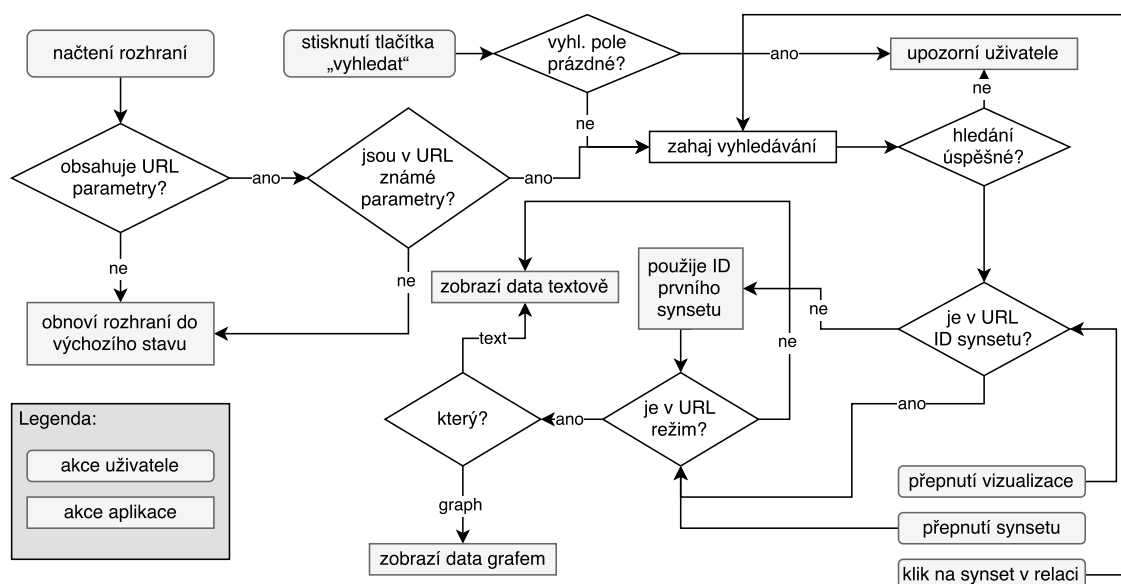 načtení rozhraní
stisknutí tlačítka
„vyhledat“
vyhl. pole
prázdné?
ano
upozorni uživatele
ne
ne
obsahuje URL
parametry?
ano
jsou v URL
známé
parametry?
ano
zahaj vyhledávání
hledání
úspěšné?
ne
ne
obnoví rozhraní do
výchozího stavu
zobrazí data textově
použije ID
prvního
synsetu
ne
je v URL
ID synsetu?
text
ne
ano
který?
ano
je v URL
režim?
graph
zobrazí data grafem
přepnutí vizualizace
přepnutí synsetu
klik na synset v relaci
Legenda:
akce uživatele
akce aplikace